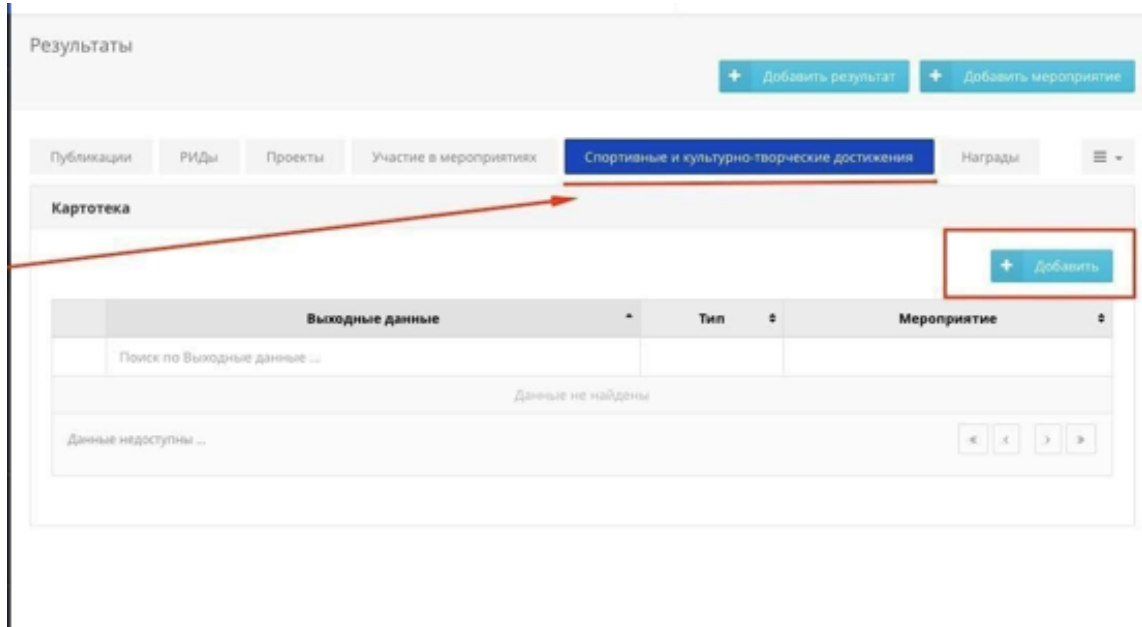 Результаты
+ Добавить результат + Добавить мероприятие
Публикации РИДы Проекты Участие в мероприятиях Спортивные и культурно-творческие достижения Награды
Картотека
+ Добавить
Выходные данные Тип Мероприятие
Поиск по Выходные данные ...
Данные не найдены
Данные недоступны ...
« ‹ › »